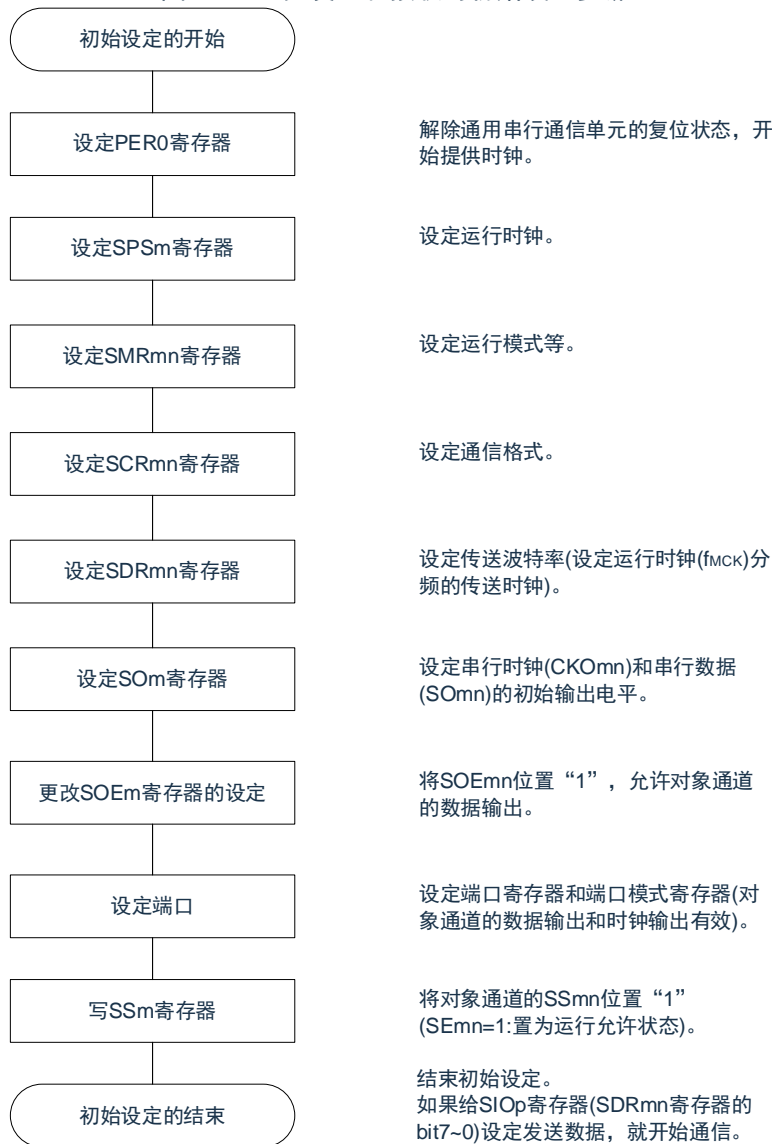 初始设定的开始
设定PER0寄存器
解除通用串行通信单元的复位状态，开
始提供时钟。
设定SPSm寄存器
设定运行时钟。
设定SMRmn寄存器
设定运行模式等。
设定SCRmn寄存器
设定通信格式。
设定SDRmn寄存器
设定传送波特率(设定运行时钟(fMCK)分
频的传送时钟)。
设定SOm寄存器
设定串行时钟(CKOmn)和串行数据
(SOmn)的初始输出电平。
更改SOEm寄存器的设定
将SOEmn位置“1”，允许对象通道
的数据输出。
设定端口
设定端口寄存器和端口模式寄存器(对
象通道的数据输出和时钟输出有效)。
写SSm寄存器
将对象通道的SSmn位置“1”
(SEmn=1:置为运行允许状态)。
初始设定的结束
结束初始设定。
如果给SIOp寄存器(SDRmn寄存器的
bit7~0)设定发送数据，就开始通信。